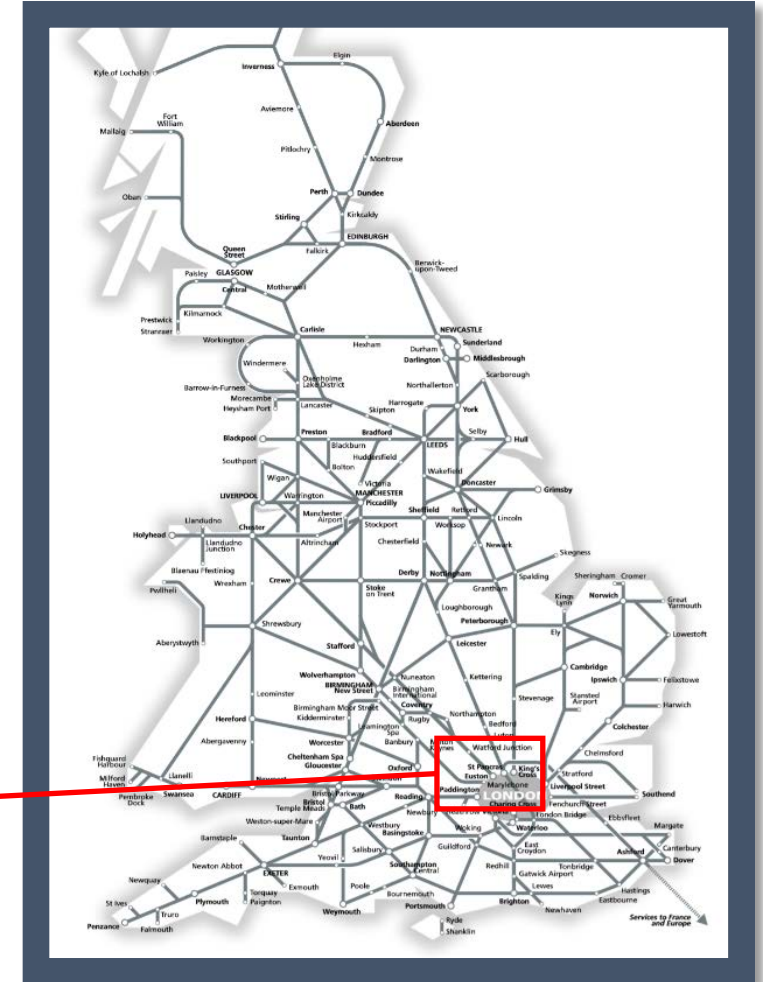 Elgin
Inverness
Kyle of Lochalsh
Aviemore
Fort
William
Mallaig
Aberdeen
Pitlochry
Montrose
Oban
Perth
Dundee
Stirling
Kirkcaldy
EDINBURGH
Queen
Street
Falkirk
Berwick-
upon-Tweed
Paisley
GLASGOW
Central
Motherwell
Prestwick
Kilmarnock
Stranraer
Carlisle
NEWCASTLE
Workington
Hexham
Sunderland
Durham
Darlington
Middlesbrough
Windermere
Scarborough
Oxenholme
Lake District
Barrow-in-Furness
Northallerton
Morecambe
Heysham Port
Lancaster
Harrogate
York
Skipton
Blackpool
Preston
Bradford
Selby
Hull
Blackburn
LEEDS
Southport
Huddersfield
Bolton
Wakefield
Wigan
Victoria
Doncaster
LIVERPOOL
Warrington
MANCHESTER
Piccadilly
Grimsby
Manchester
Airport
Sheffield
Retford
Llandudno
Stockport
Worksop
Lincoln
Holyhead
Chester
Llandudno
Junction
Altrincham
Chesterfield
Newark
Skegness
Blaenau Ffestiniog
Derby
Nottingham
Pwllheli
Wrexham
Crewe
Stoke
on Trent
Grantham
Spalding
Sheringham
Cromer
Kings
Lynn
Norwich
Great
Yarmouth
Loughborough
Peterborough
Shrewsbury
Ely
Lowestoft
Aberystwyth
Stafford
Leicester
Wolverhampton
BIRMINGHAM
New Street
Nuneaton
Kettering
Cambridge
Ipswich
Felixstowe
Leominster
Birmingham
International
Birmingham Moor Street
Coventry
Stevenage
Stansted
Airport
Harwich
Kidderminster
Rugby
Northampton
Hereford
Leamington
Spa
Bedford
Colchester
Abergavenny
Worcester
Banbury
Milton
Keynes
Luton
Watford Junction
Chelmsford
Fishguard
Harbour
Cheltenham Spa
Gloucester
Oxford
St Pancras
Euston
King's
Cross
Stratford
Milford
Haven
Llanelli
Newport
Marylebone
Liverpool Street
Pembroke
Dock
Swansea
CARDIFF
Bristol Parkway
Reading
Paddington
LONDON
Southend
Bristol
Temple Meads
Bath
Charing Cross
Fenchurch Street
Newbury
London Bridge
Ebbsfleet
Weston-super-Mare
Westbury
Basingstoke
Woking
Waterloo
Margate
Barnstaple
Taunton
Salisbury
Guildford
East
Croydon
Canterbury
Newton Abbot
Yeovil
Southampton
Central
Redhill
Tonbridge
Ashford
Dover
EXETER
Gatwick Airport
Newquay
Exmouth
Poole
Lewes
Hastings
Torquay
Paignton
Bournemouth
Eastbourne
St Ives
Plymouth
Weymouth
Portsmouth
Brighton
Newhaven
Truro
Penzance
Falmouth
Ryde
Shanklin
Services to France
and Europe